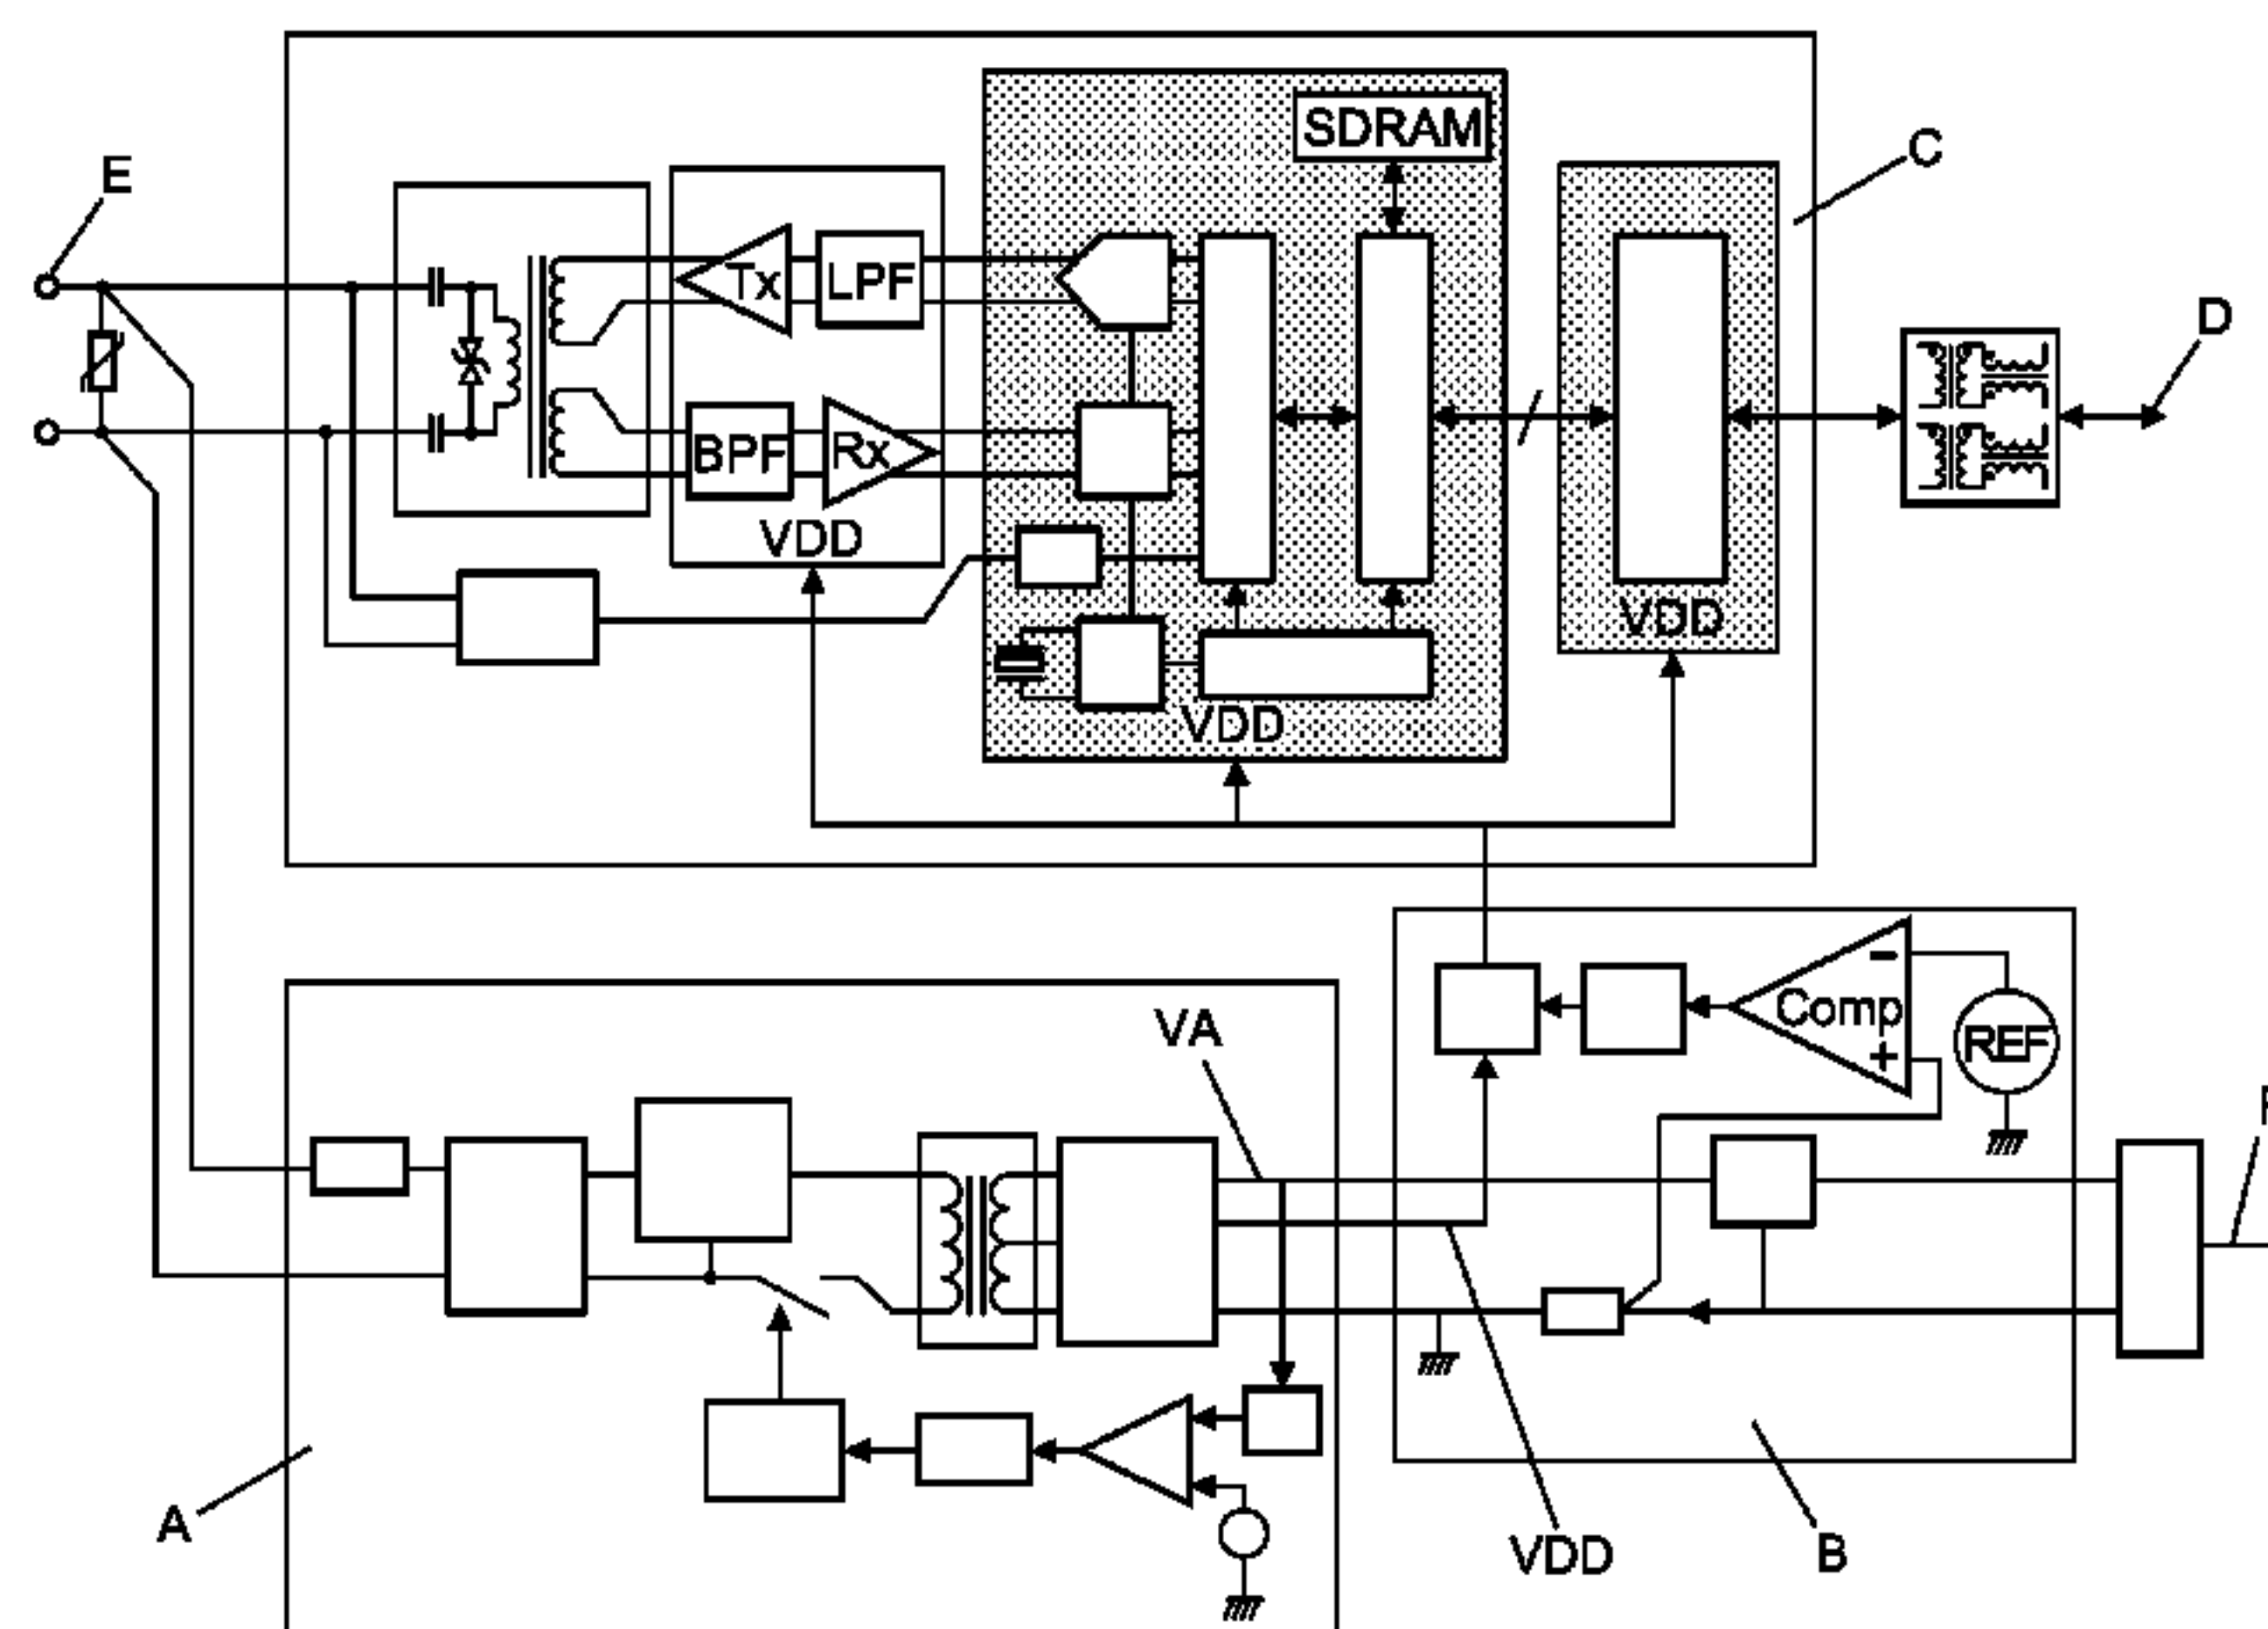 SDRAM
C
E
Tx
LPF
D
BPF
Rx
VDD
VDD
VDD
-
Comp
VA
REF
+
A
VDD
B